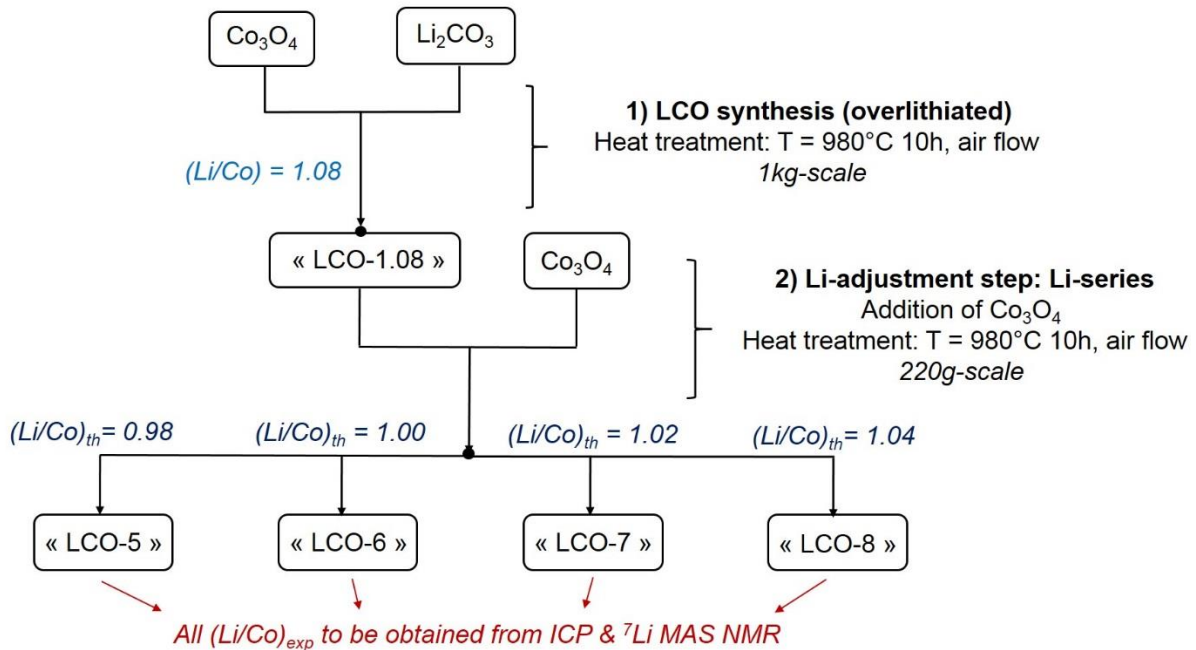 Co₃O₄
Li₂CO₃
1) LCO synthesis (overlithiated)
Heat treatment: T = 980°C 10h, air flow
1kg-scale
(Li/Co) = 1.08
« LCO-1.08 »
Co₃O₄
2) Li-adjustment step: Li-series
Addition of Co₃O₄
Heat treatment: T = 980°C 10h, air flow
220g-scale
(Li/Co)th= 0.98
(Li/Co)th = 1.00
(Li/Co)th = 1.02
(Li/Co)th= 1.04
« LCO-5 »
« LCO-6 »
« LCO-7 »
« LCO-8 »
All (Li/Co)exp to be obtained from ICP & ⁷Li MAS NMR